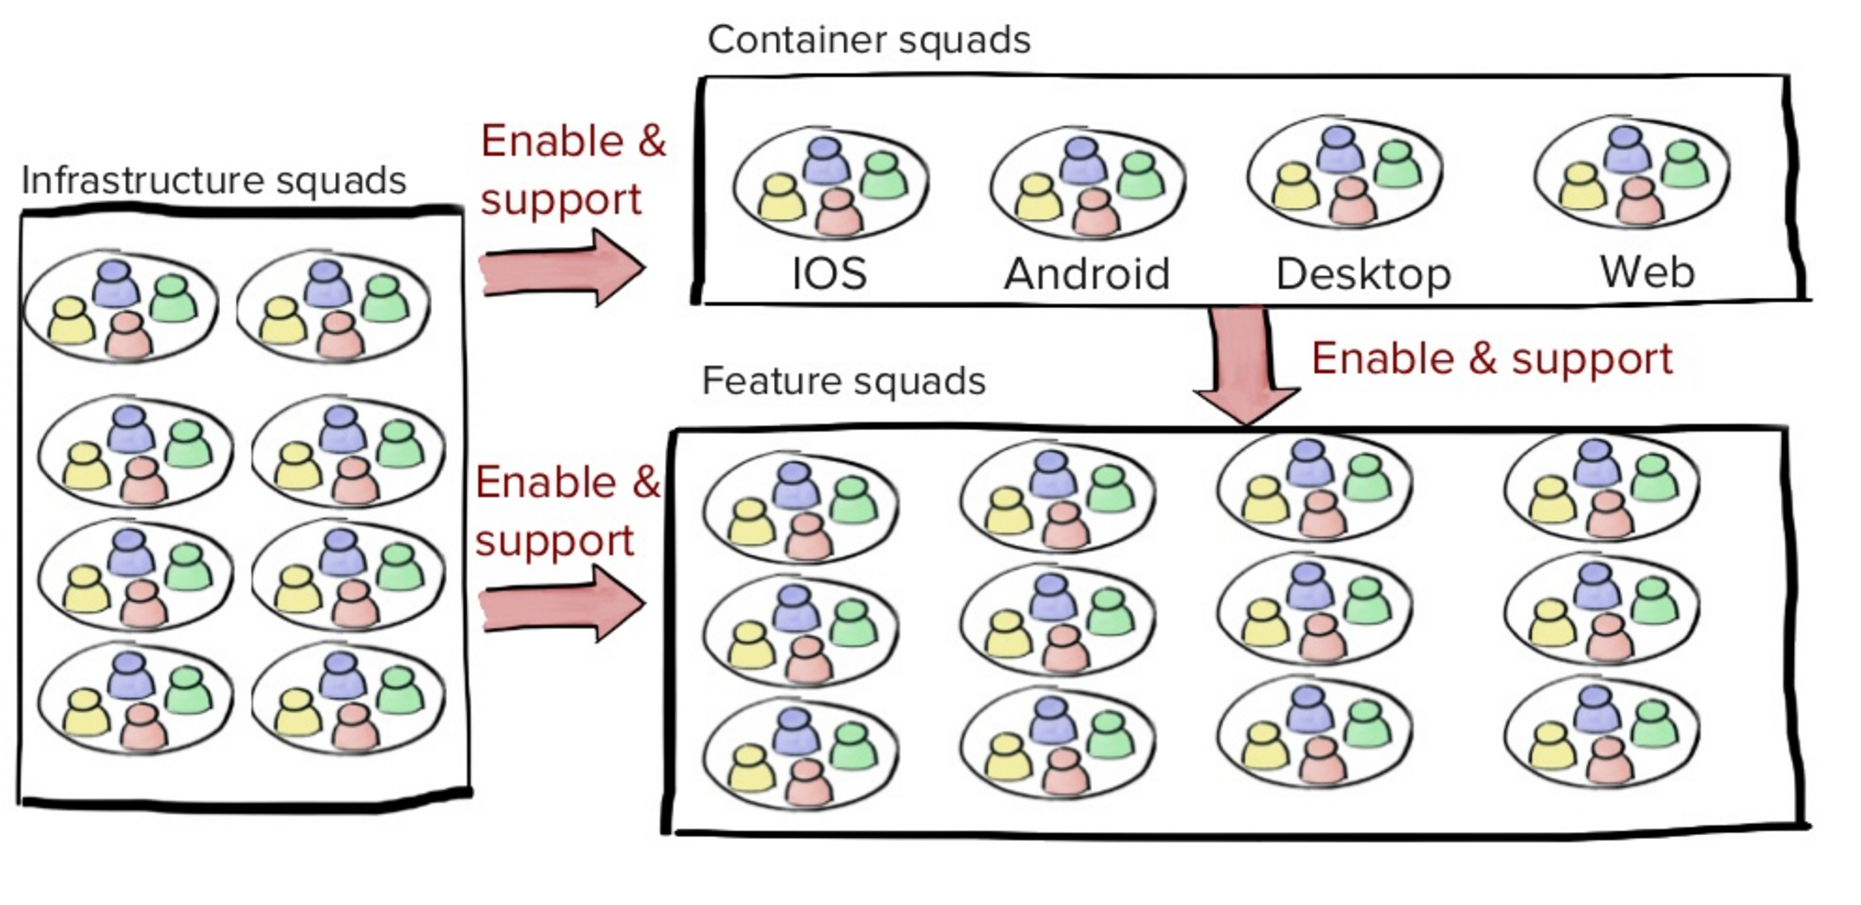 Container squads
Enable &
support
Infrastructure squads
IOS
Android
Desktop
Web
Enable & support
Feature squads
Enable &
support